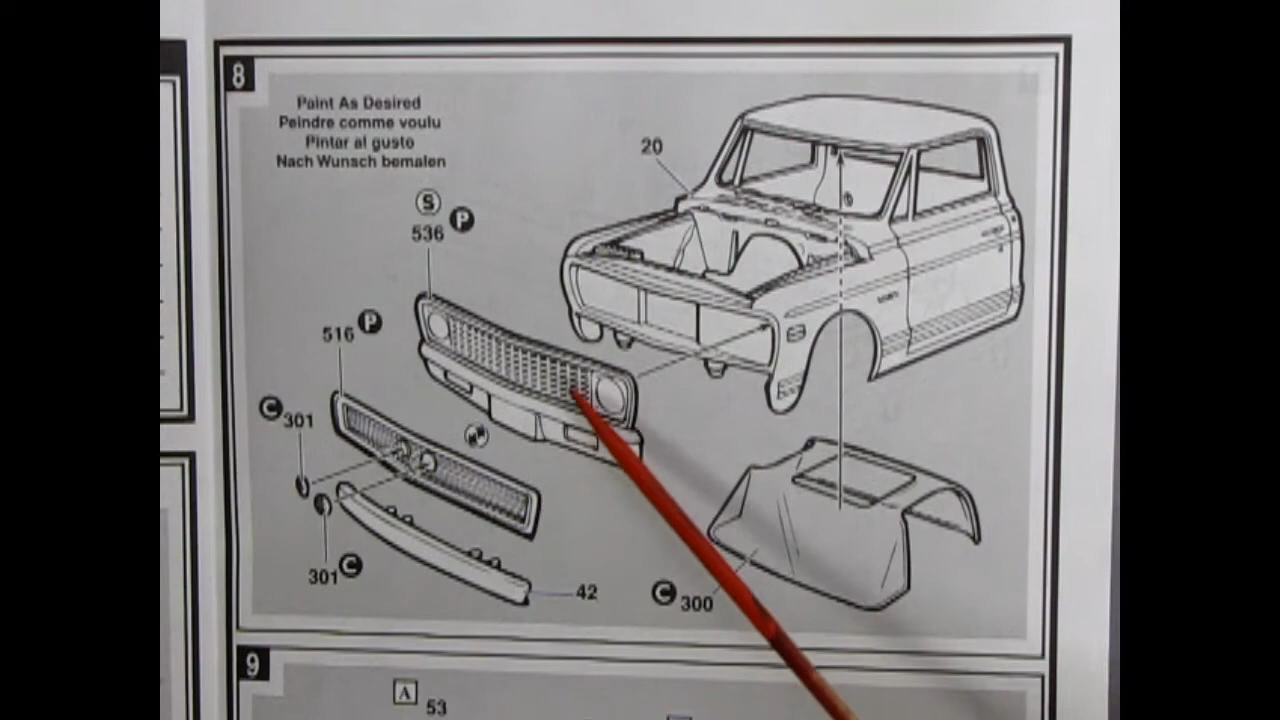 8
Paint As Desired
Peindre comme voulu
Pintar al gusto
Nach Wunsch bemalen
20
S
P
536
P
516
C
301
301
C
42
C
300
9
A
53